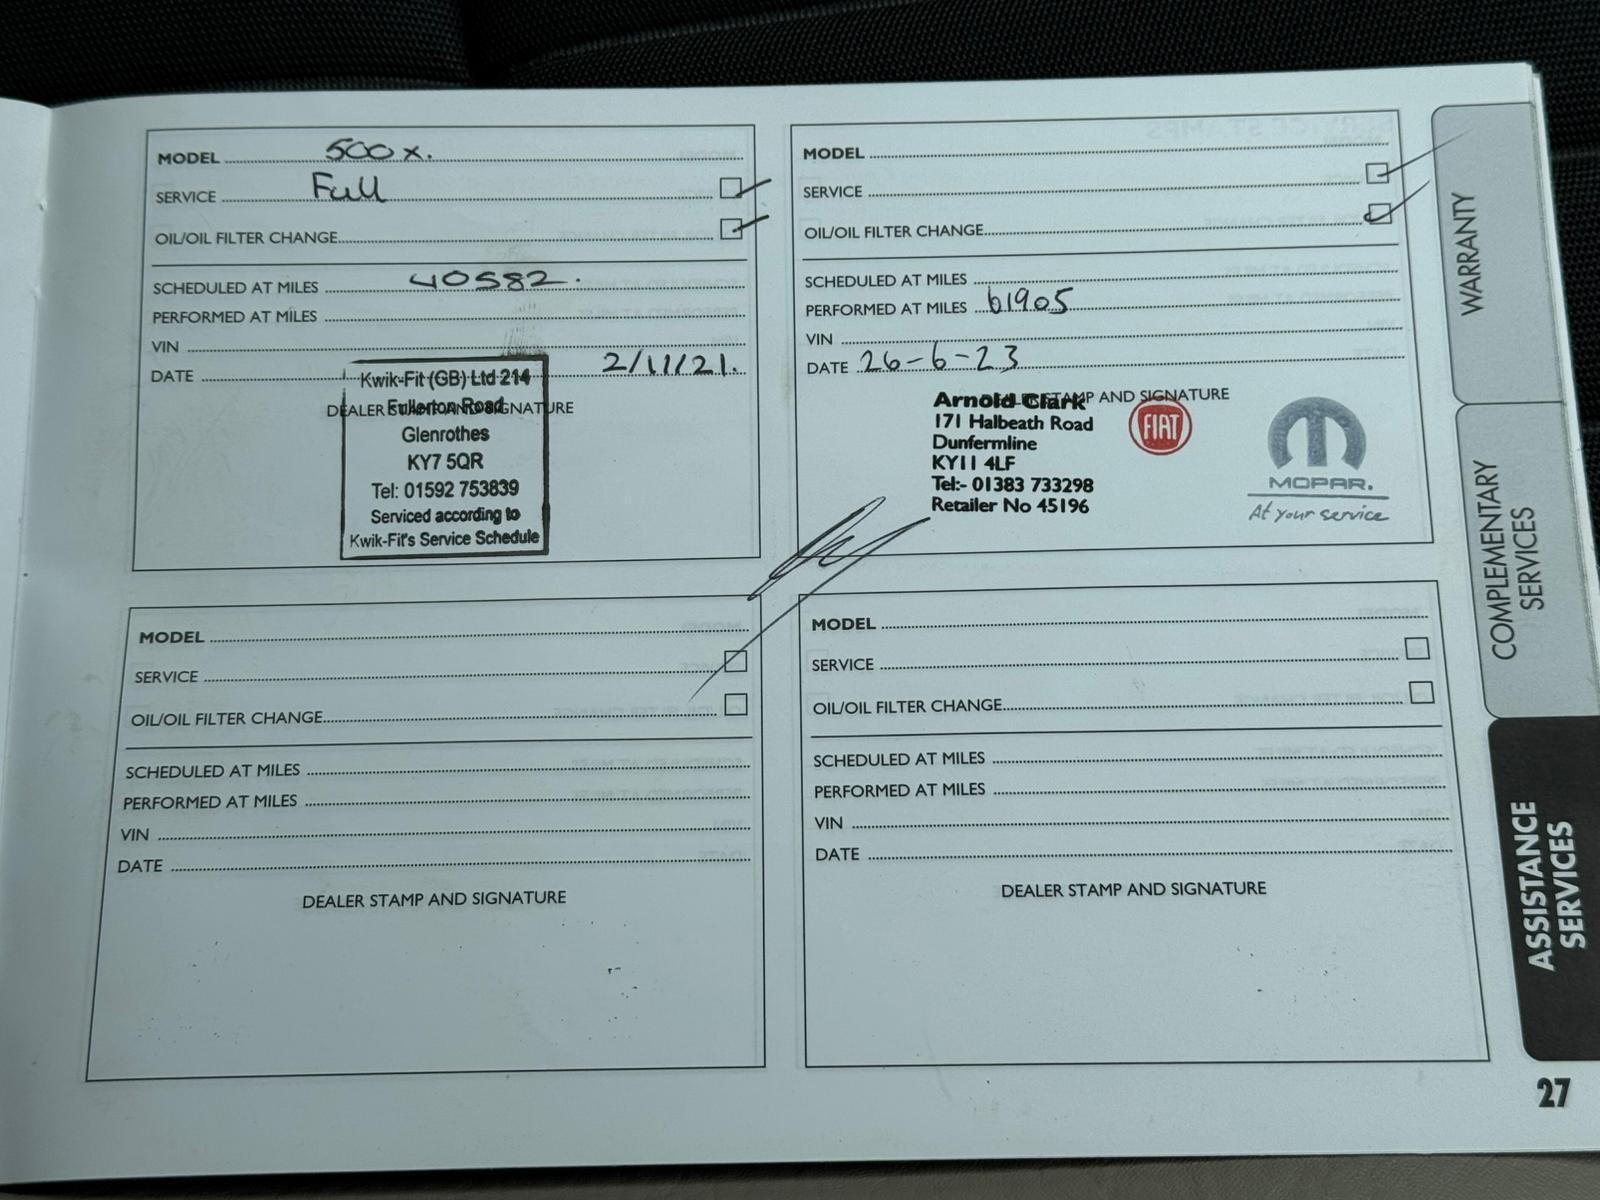 MODEL 500x.
SERVICE Full
OIL/OIL FILTER CHANGE
SCHEDULED AT MILES 40582.
PERFORMED AT MILES
VIN
DATE 2/11/21.
DEALER STAMP AND SIGNATURE
Kwik-Fit (GB) Ltd 214
Fullerton Road
Glenrothes
KY7 5QR
Tel: 01592 753839
Serviced according to
Kwik-Fit's Service Schedule
MODEL
SERVICE
OIL/OIL FILTER CHANGE
SCHEDULED AT MILES
PERFORMED AT MILES 61905
VIN
DATE 26-6-23
DEALER STAMP AND SIGNATURE
Arnold Clark
171 Halbeath Road
Dunfermline
KY11 4LF
Tel:- 01383 733298
Retailer No 45196
FIAT
MOPAR.
At your service
MODEL
SERVICE
OIL/OIL FILTER CHANGE
SCHEDULED AT MILES
PERFORMED AT MILES
VIN
DATE
DEALER STAMP AND SIGNATURE
MODEL
SERVICE
OIL/OIL FILTER CHANGE
SCHEDULED AT MILES
PERFORMED AT MILES
VIN
DATE
DEALER STAMP AND SIGNATURE
WARRANTY
COMPLEMENTARY
SERVICES
ASSISTANCE
SERVICES
27